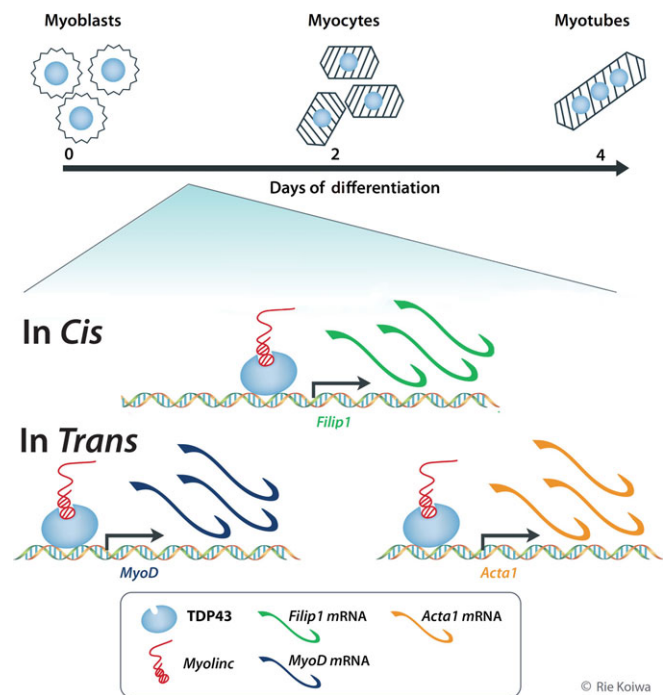 Myoblasts Myocytes Myotubes
0 2 4
Days of differentiation
In Cis
Filip1
In Trans
MyoD Acta1
TDP43 Filip1 mRNA Acta1 mRNA
Myolinc MyoD mRNA
© Rie Koiwa